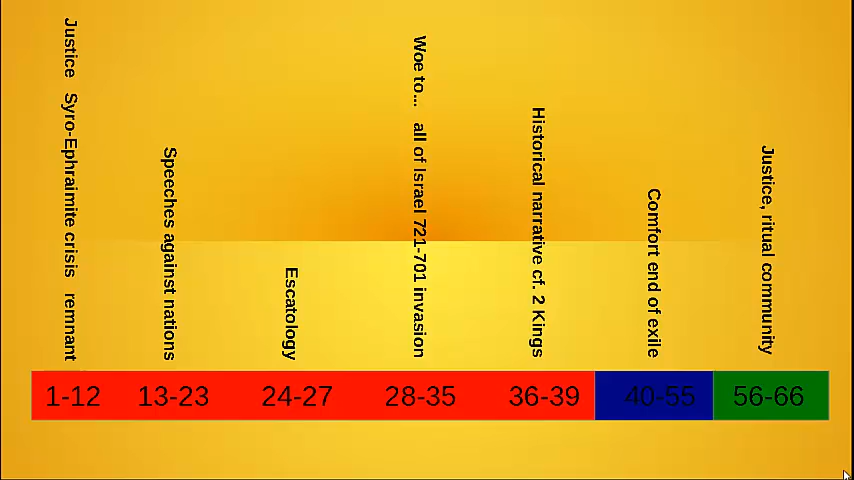 Justice   Syro-Ephraimite crisis   remnant
Speeches against nations
Escatology
Woe to...   all of Israel 721-701 invasion
Historical narrative cf. 2 Kings
Comfort end of exile
Justice, ritual community
1-12
13-23
24-27
28-35
36-39
40-55
56-66